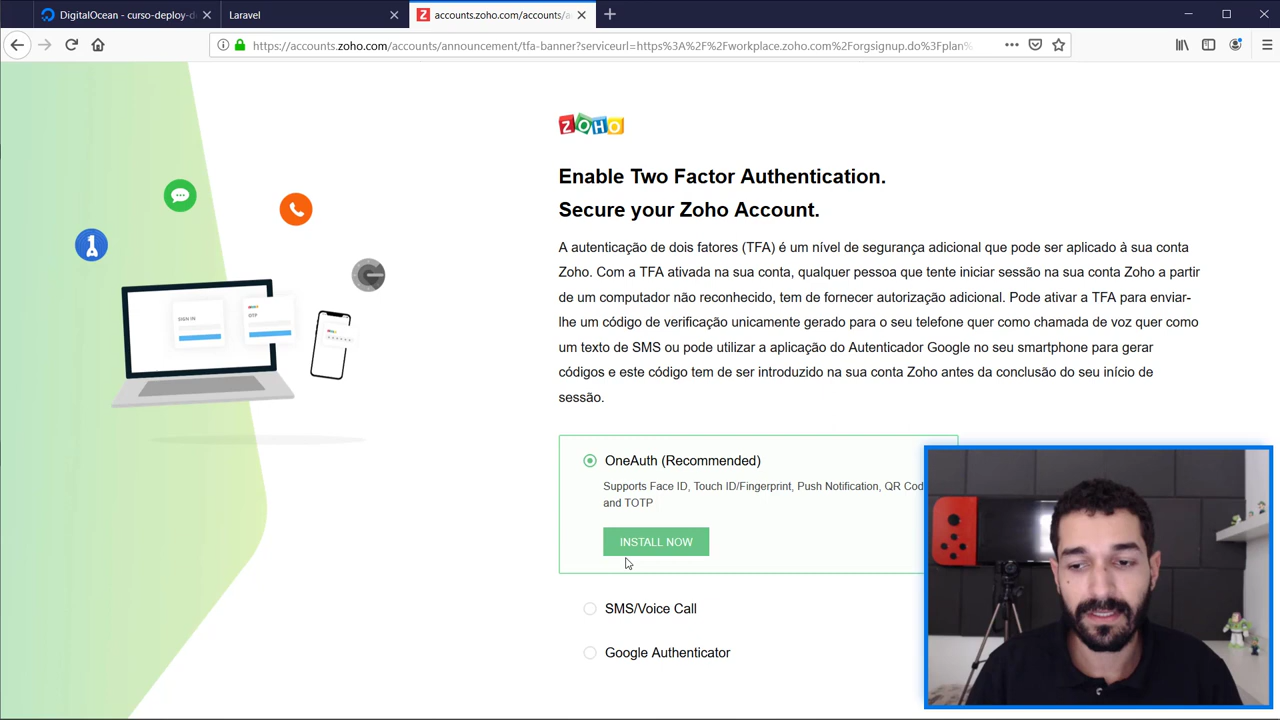 DigitalOcean - curso-deploy-d
Laravel
accounts.zoho.com/accounts/a
https://accounts.zoho.com/accounts/announcement/tfa-banner?serviceurl=https%3A%2F%2Fworkplace.zoho.com%2Forgsignup.do%3Fplan%
ZOHO
Enable Two Factor Authentication.
Secure your Zoho Account.
A autenticação de dois fatores (TFA) é um nível de segurança adicional que pode ser aplicado à sua conta
Zoho. Com a TFA ativada na sua conta, qualquer pessoa que tente iniciar sessão na sua conta Zoho a partir
de um computador não reconhecido, tem de fornecer autorização adicional. Pode ativar a TFA para enviar-
lhe um código de verificação unicamente gerado para o seu telefone quer como chamada de voz quer como
um texto de SMS ou pode utilizar a aplicação do Autenticador Google no seu smartphone para gerar
códigos e este código tem de ser introduzido na sua conta Zoho antes da conclusão do seu início de
sessão.
SIGN IN
OTP
OneAuth (Recommended)
Supports Face ID, Touch ID/Fingerprint, Push Notification, QR Cod
and TOTP
INSTALL NOW
SMS/Voice Call
Google Authenticator